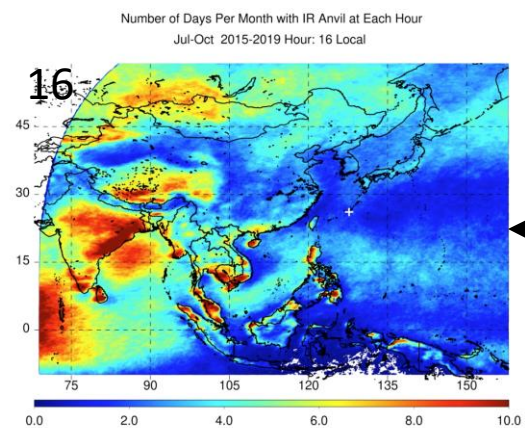 Number of Days Per Month with IR Anvil at Each Hour
Jul-Oct 2015-2019 Hour: 16 Local
16
45
30
15
0
75 90 105 120 135 150
0.0 2.0 4.0 6.0 8.0 10.0